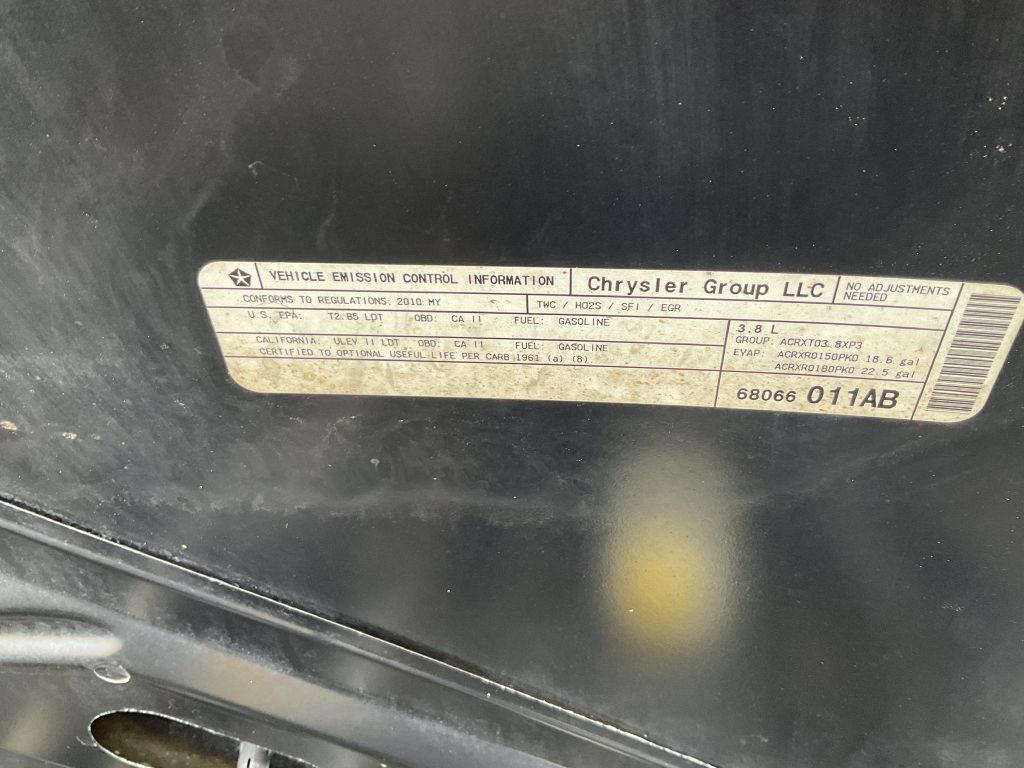 VEHICLE EMISSION CONTROL INFORMATION
Chrysler Group LLC
NO ADJUSTMENTS
NEEDED
CONFORMS TO REGULATIONS: 2010 MY
TWC / HO2S / SFI / EGR
U.S. EPA: T2 B5 LDT OBD: CA II FUEL: GASOLINE
CALIFORNIA: ULEV II LDT OBD: CA II FUEL: GASOLINE
CERTIFIED TO OPTIONAL USEFUL LIFE PER CARB 1961 (a) (8)
3.8 L
GROUP: ACRXT03.8XP3
EVAP: ACRXR0150PK0 18.6 gal
ACRXR0180PK0 22.5 gal
68066 011AB